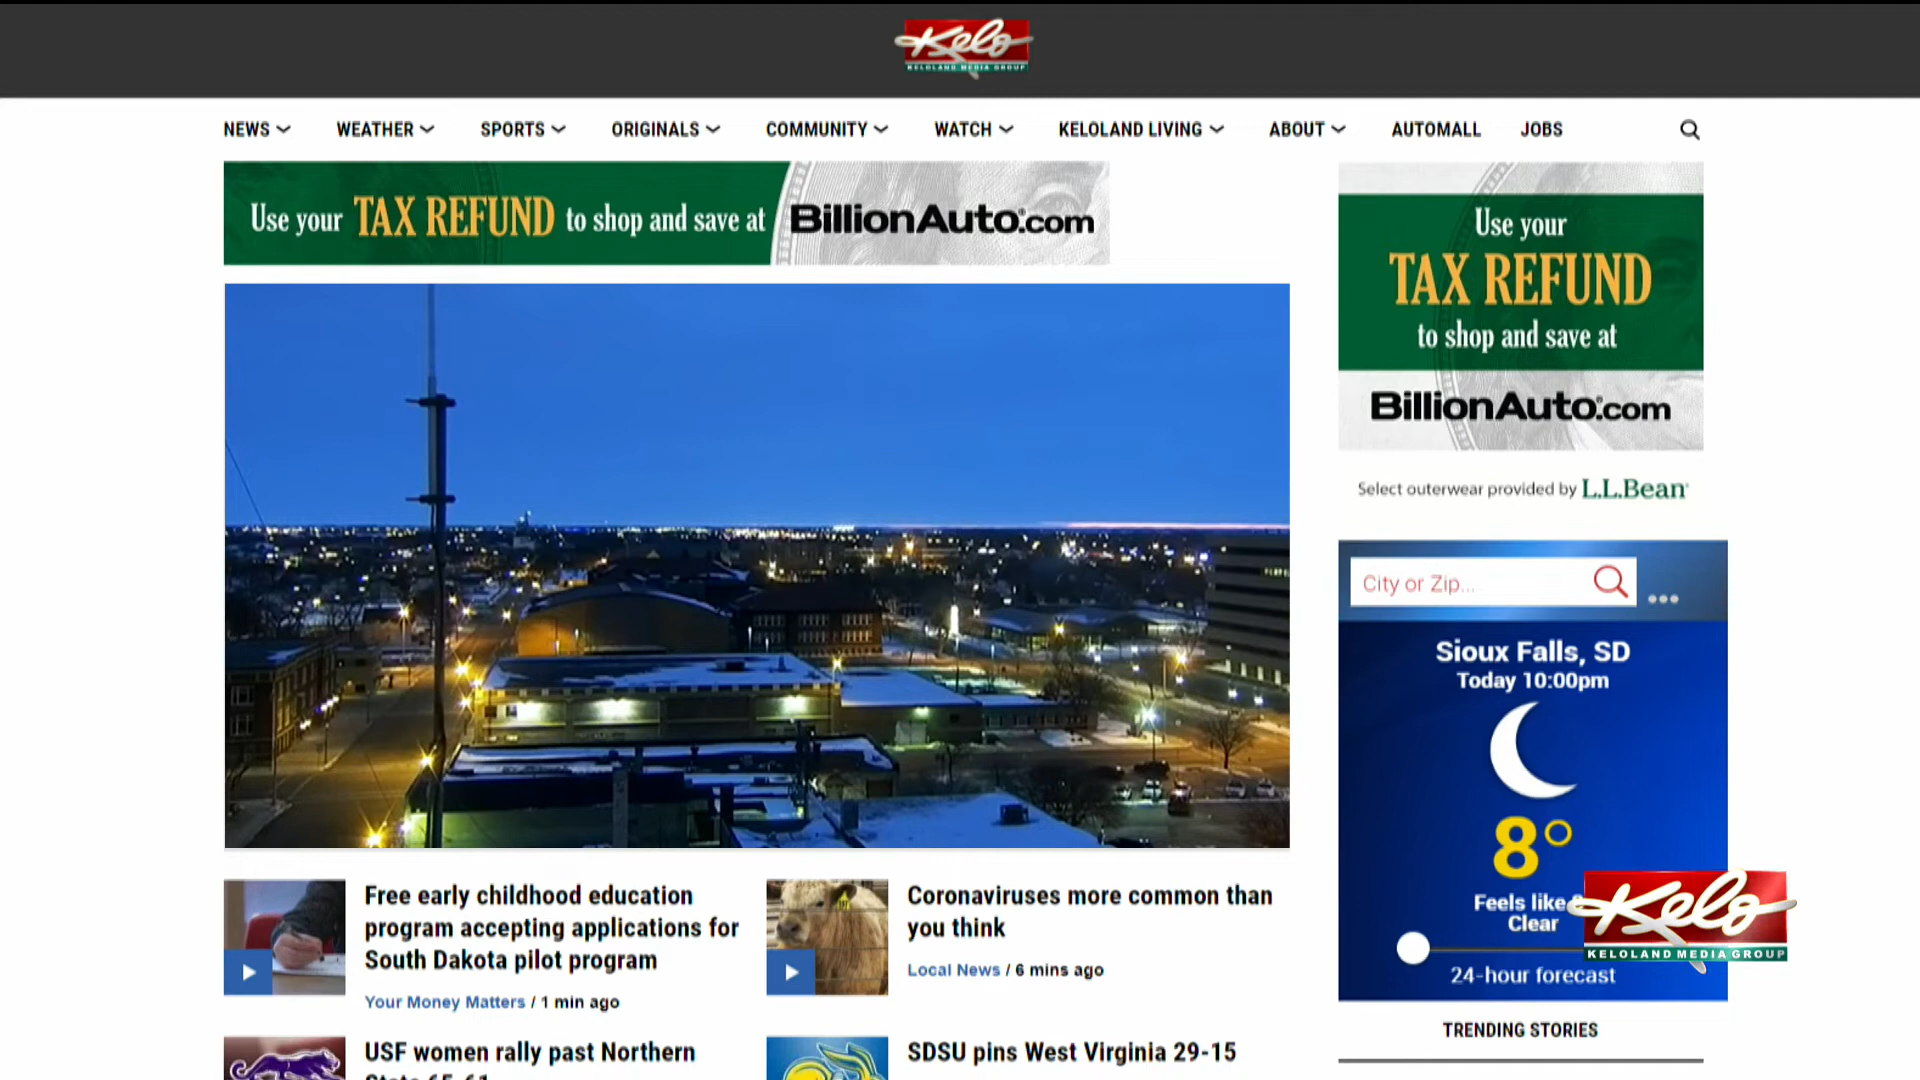 Kelo
KELOLAND MEDIA GROUP
NEWS WEATHER SPORTS ORIGINALS COMMUNITY WATCH KELOLAND LIVING ABOUT AUTOMALL JOBS
Use your TAX REFUND to shop and save at BillionAuto.com
Use your
TAX REFUND
to shop and save at
BillionAuto.com
Select outerwear provided by L.L.Bean
City or Zip...
Sioux Falls, SD
Today 10:00pm
8°
Feels like
Clear
24-hour forecast
Kelo
KELOLAND MEDIA GROUP
TRENDING STORIES
Free early childhood education
program accepting applications for
South Dakota pilot program
Your Money Matters / 1 min ago
Coronaviruses more common than
you think
Local News / 6 mins ago
USF women rally past Northern
State 65-61
SDSU pins West Virginia 29-15